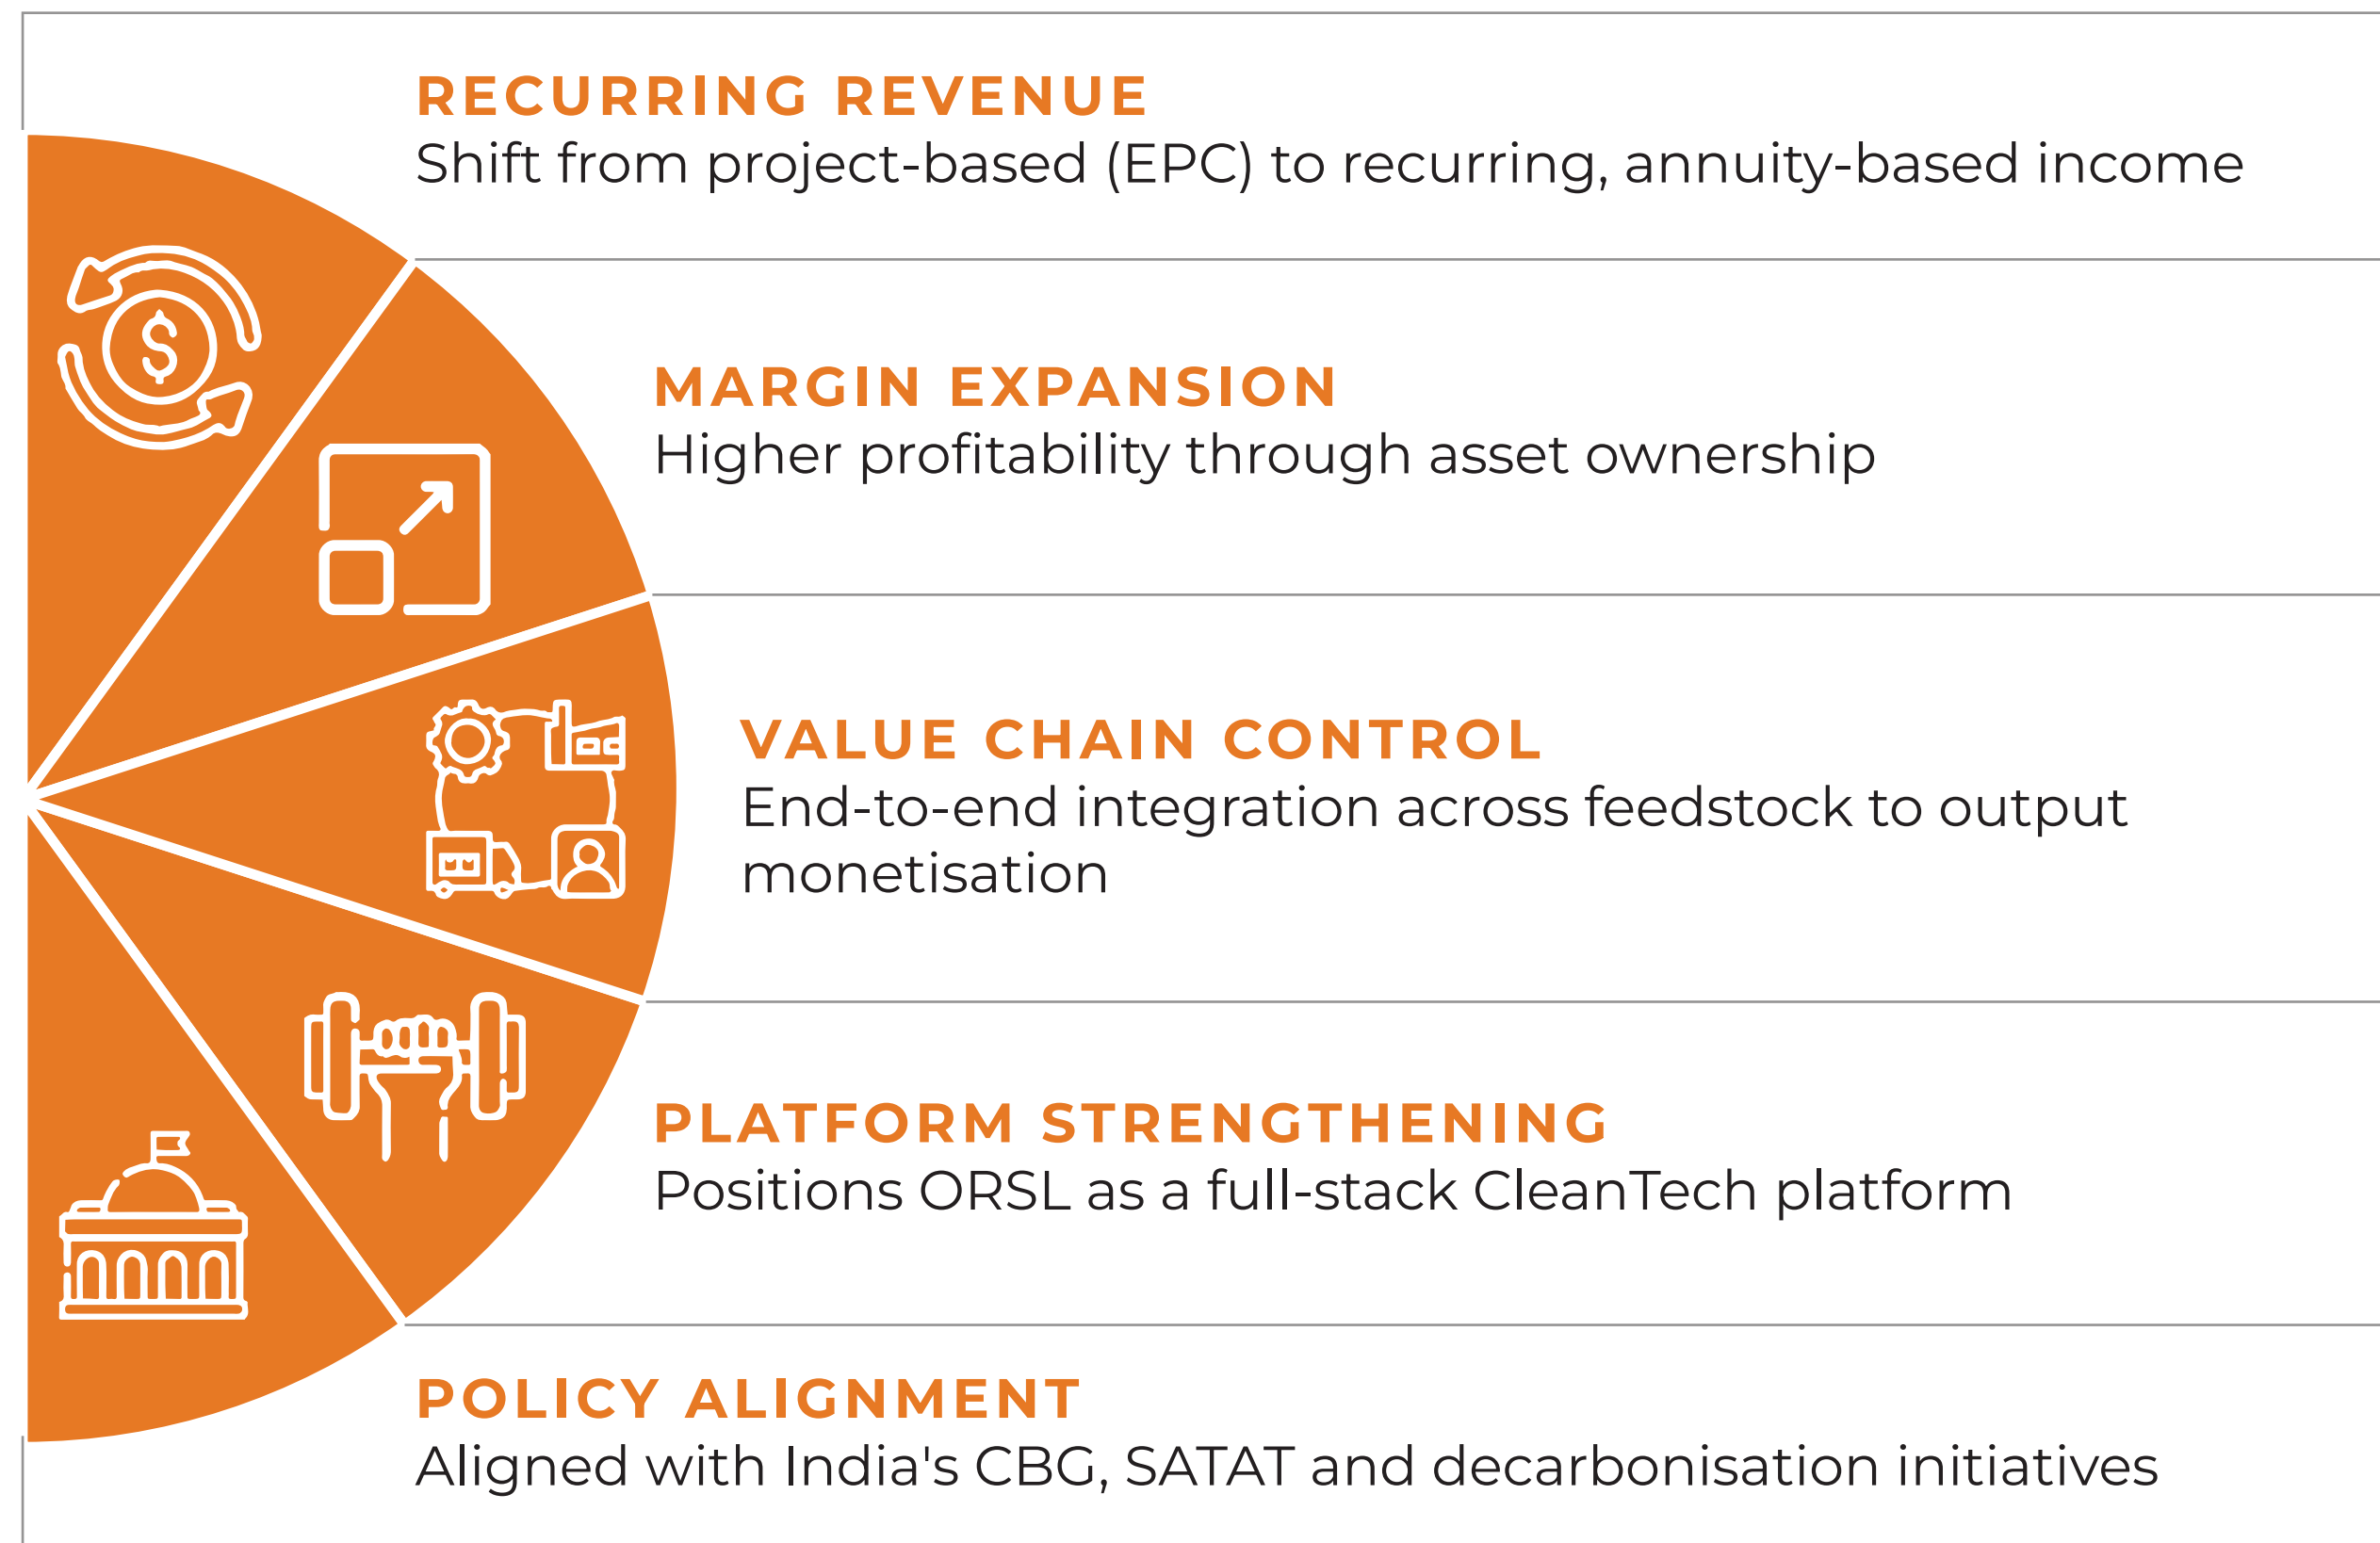 RECURRING REVENUE
Shift from project-based (EPC) to recurring, annuity-based income
MARGIN EXPANSION
Higher profitability through asset ownership
VALUE CHAIN CONTROL
End-to-end integration across feedstock to output
monetisation
PLATFORM STRENGTHENING
Positions ORSL as a full-stack CleanTech platform
POLICY ALIGNMENT
Aligned with India's CBG, SATAT and decarbonisation initiatives